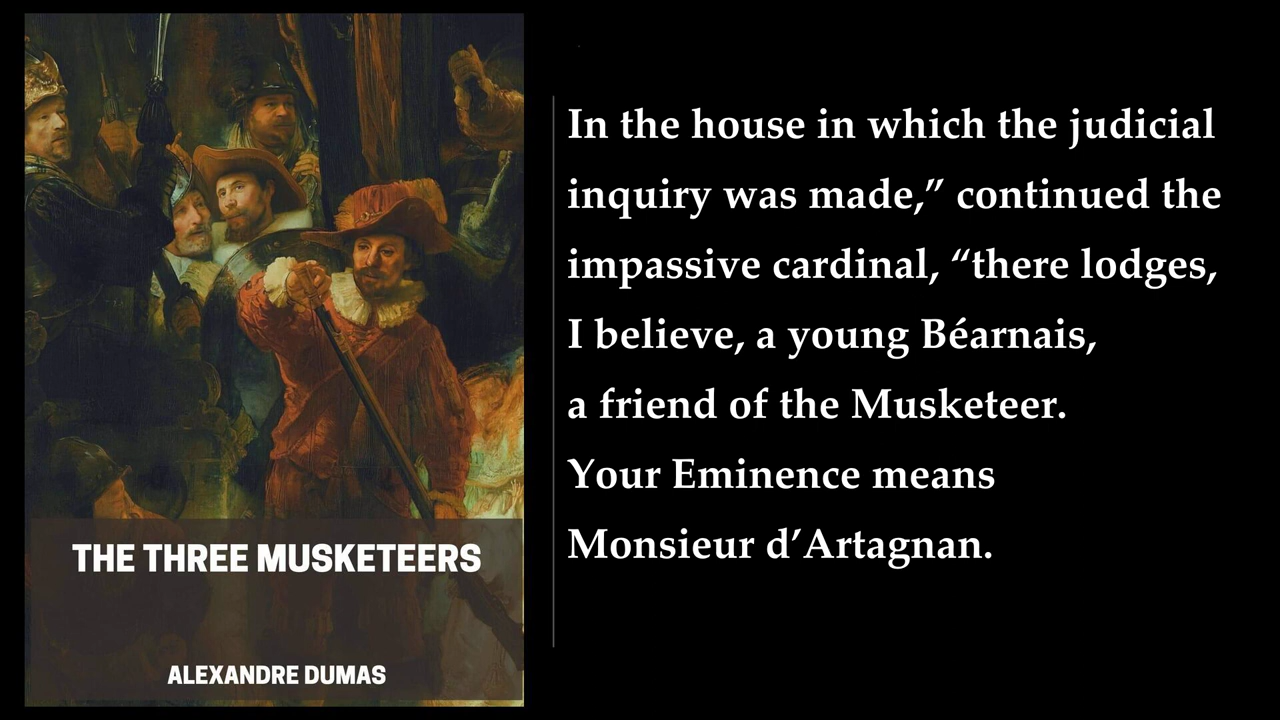 THE THREE MUSKETEERS
ALEXANDRE DUMAS
In the house in which the judicial
inquiry was made,” continued the
impassive cardinal, “there lodges,
I believe, a young Béarnais,
a friend of the Musketeer.
Your Eminence means
Monsieur d’Artagnan.